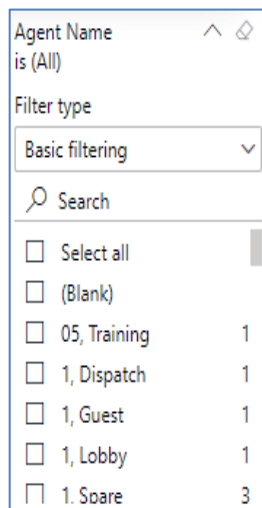 Agent Name
is (All)
Filter type
Basic filtering
Search
Select all
(Blank)
05, Training 1
1, Dispatch 1
1, Guest 1
1, Lobby 1
1, Spare 3